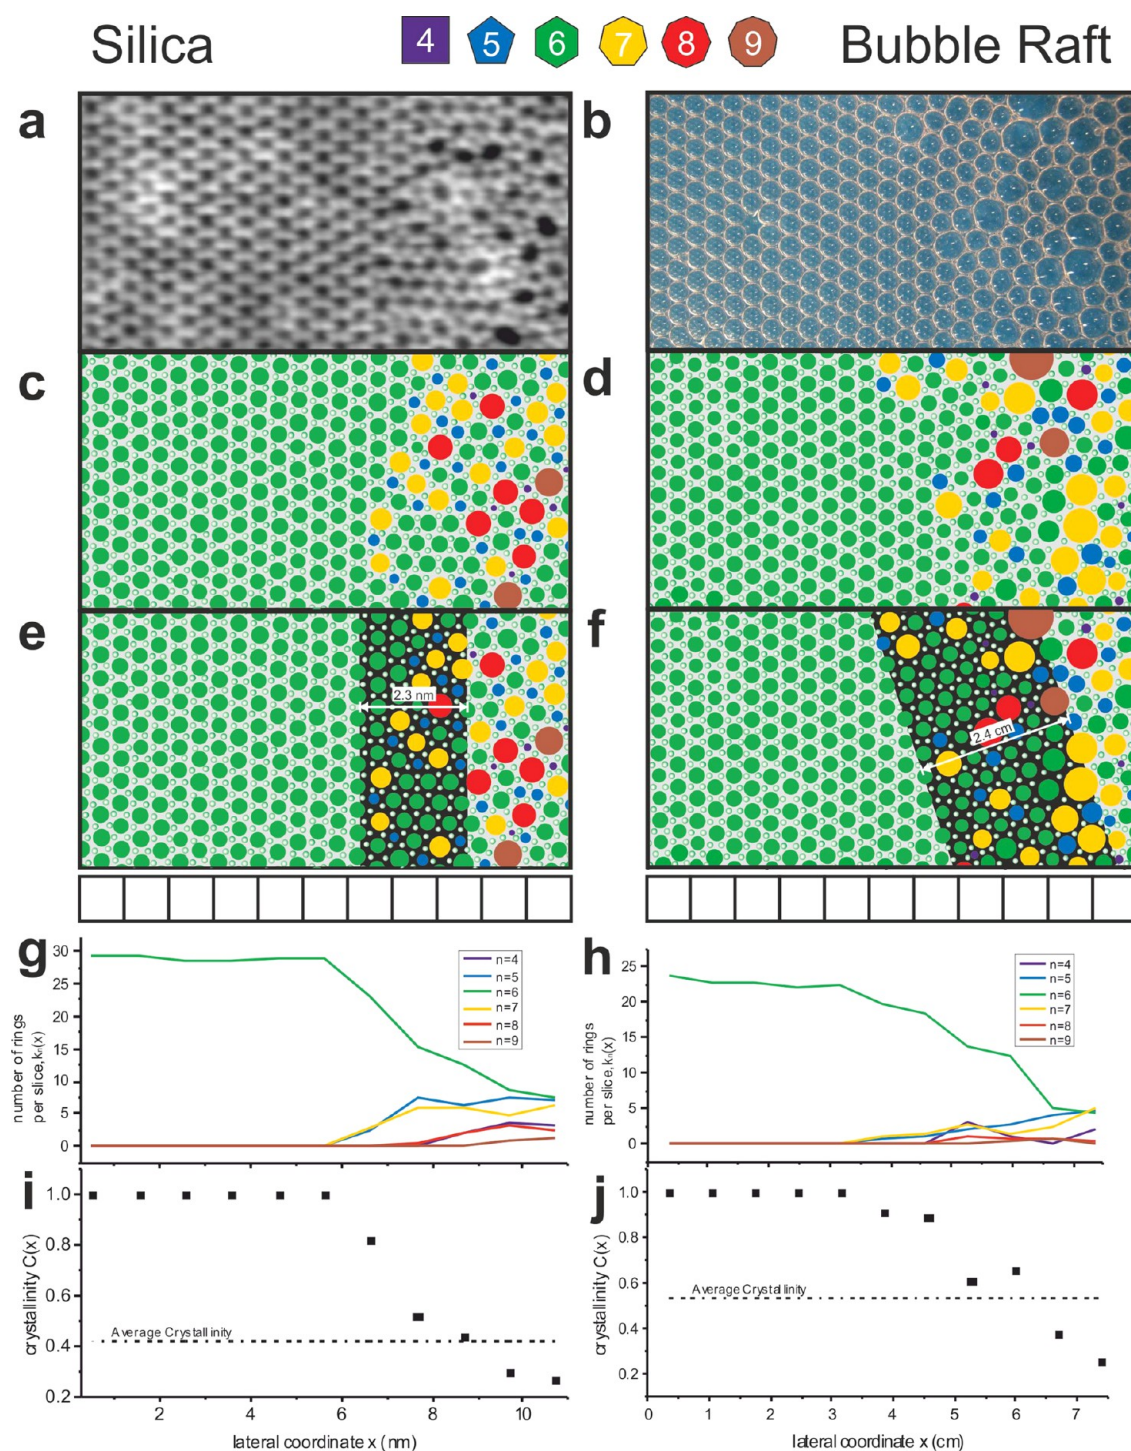 Silica 4 5 6 7 8 9 Bubble Raft
a b
c d
e f
2.3 nm
2.4 cm
g
number of rings
per slice, kₙ(x)
30
25
20
15
10
5
0
n=4
n=5
n=6
n=7
n=8
n=9
h
number of rings
per slice, kₙ(x)
25
20
15
10
5
0
n=4
n=5
n=6
n=7
n=8
n=9
i
crystallinity C(x)
1.0
0.8
0.6
0.4
0.2
Average Crystallinity
2 4 6 8 10
lateral coordinate x (nm)
j
crystallinity C(x)
1.0
0.8
0.6
0.4
0.2
Average Crystallinity
0 1 2 3 4 5 6 7
lateral coordinate x (cm)